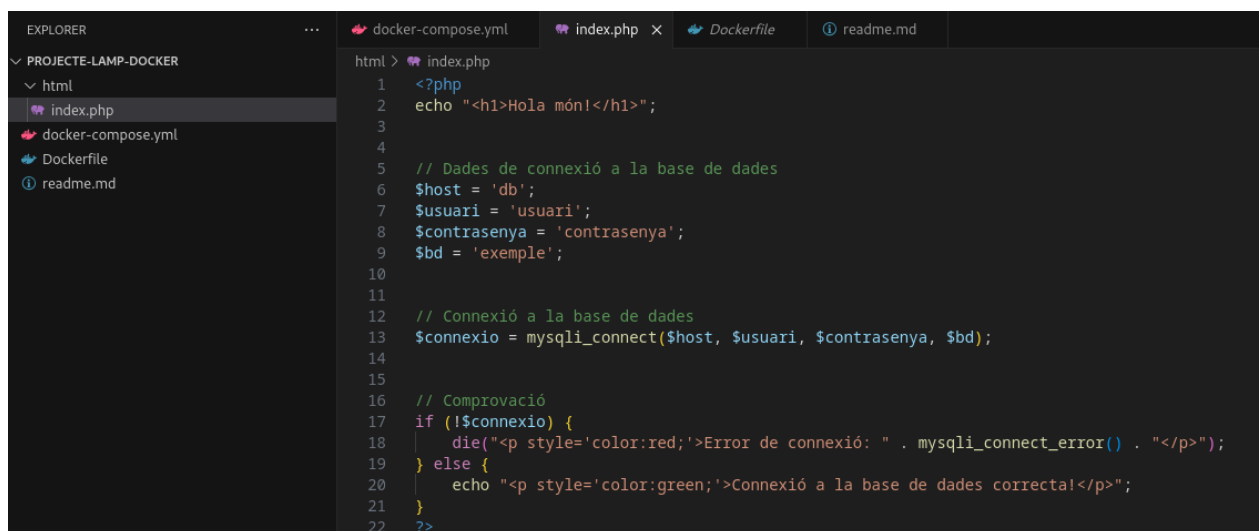 EXPLORER ···
PROJECTE-LAMP-DOCKER
html
index.php
docker-compose.yml
Dockerfile
readme.md
docker-compose.yml index.php × Dockerfile readme.md
html > index.php
1 <?php
2 echo "<h1>Hola món!</h1>";
3
4
5 // Dades de connexió a la base de dades
6 $host = 'db';
7 $usuari = 'usuari';
8 $contrasenya = 'contrasenya';
9 $bd = 'exemple';
10
11
12 // Connexió a la base de dades
13 $connexio = mysqli_connect($host, $usuari, $contrasenya, $bd);
14
15
16 // Comprovació
17 if (!$connexio) {
18 die("<p style='color:red;'>Error de connexió: " . mysqli_connect_error() . "</p>");
19 } else {
20 echo "<p style='color:green;'>Connexió a la base de dades correcta!</p>";
21 }
22 ?>